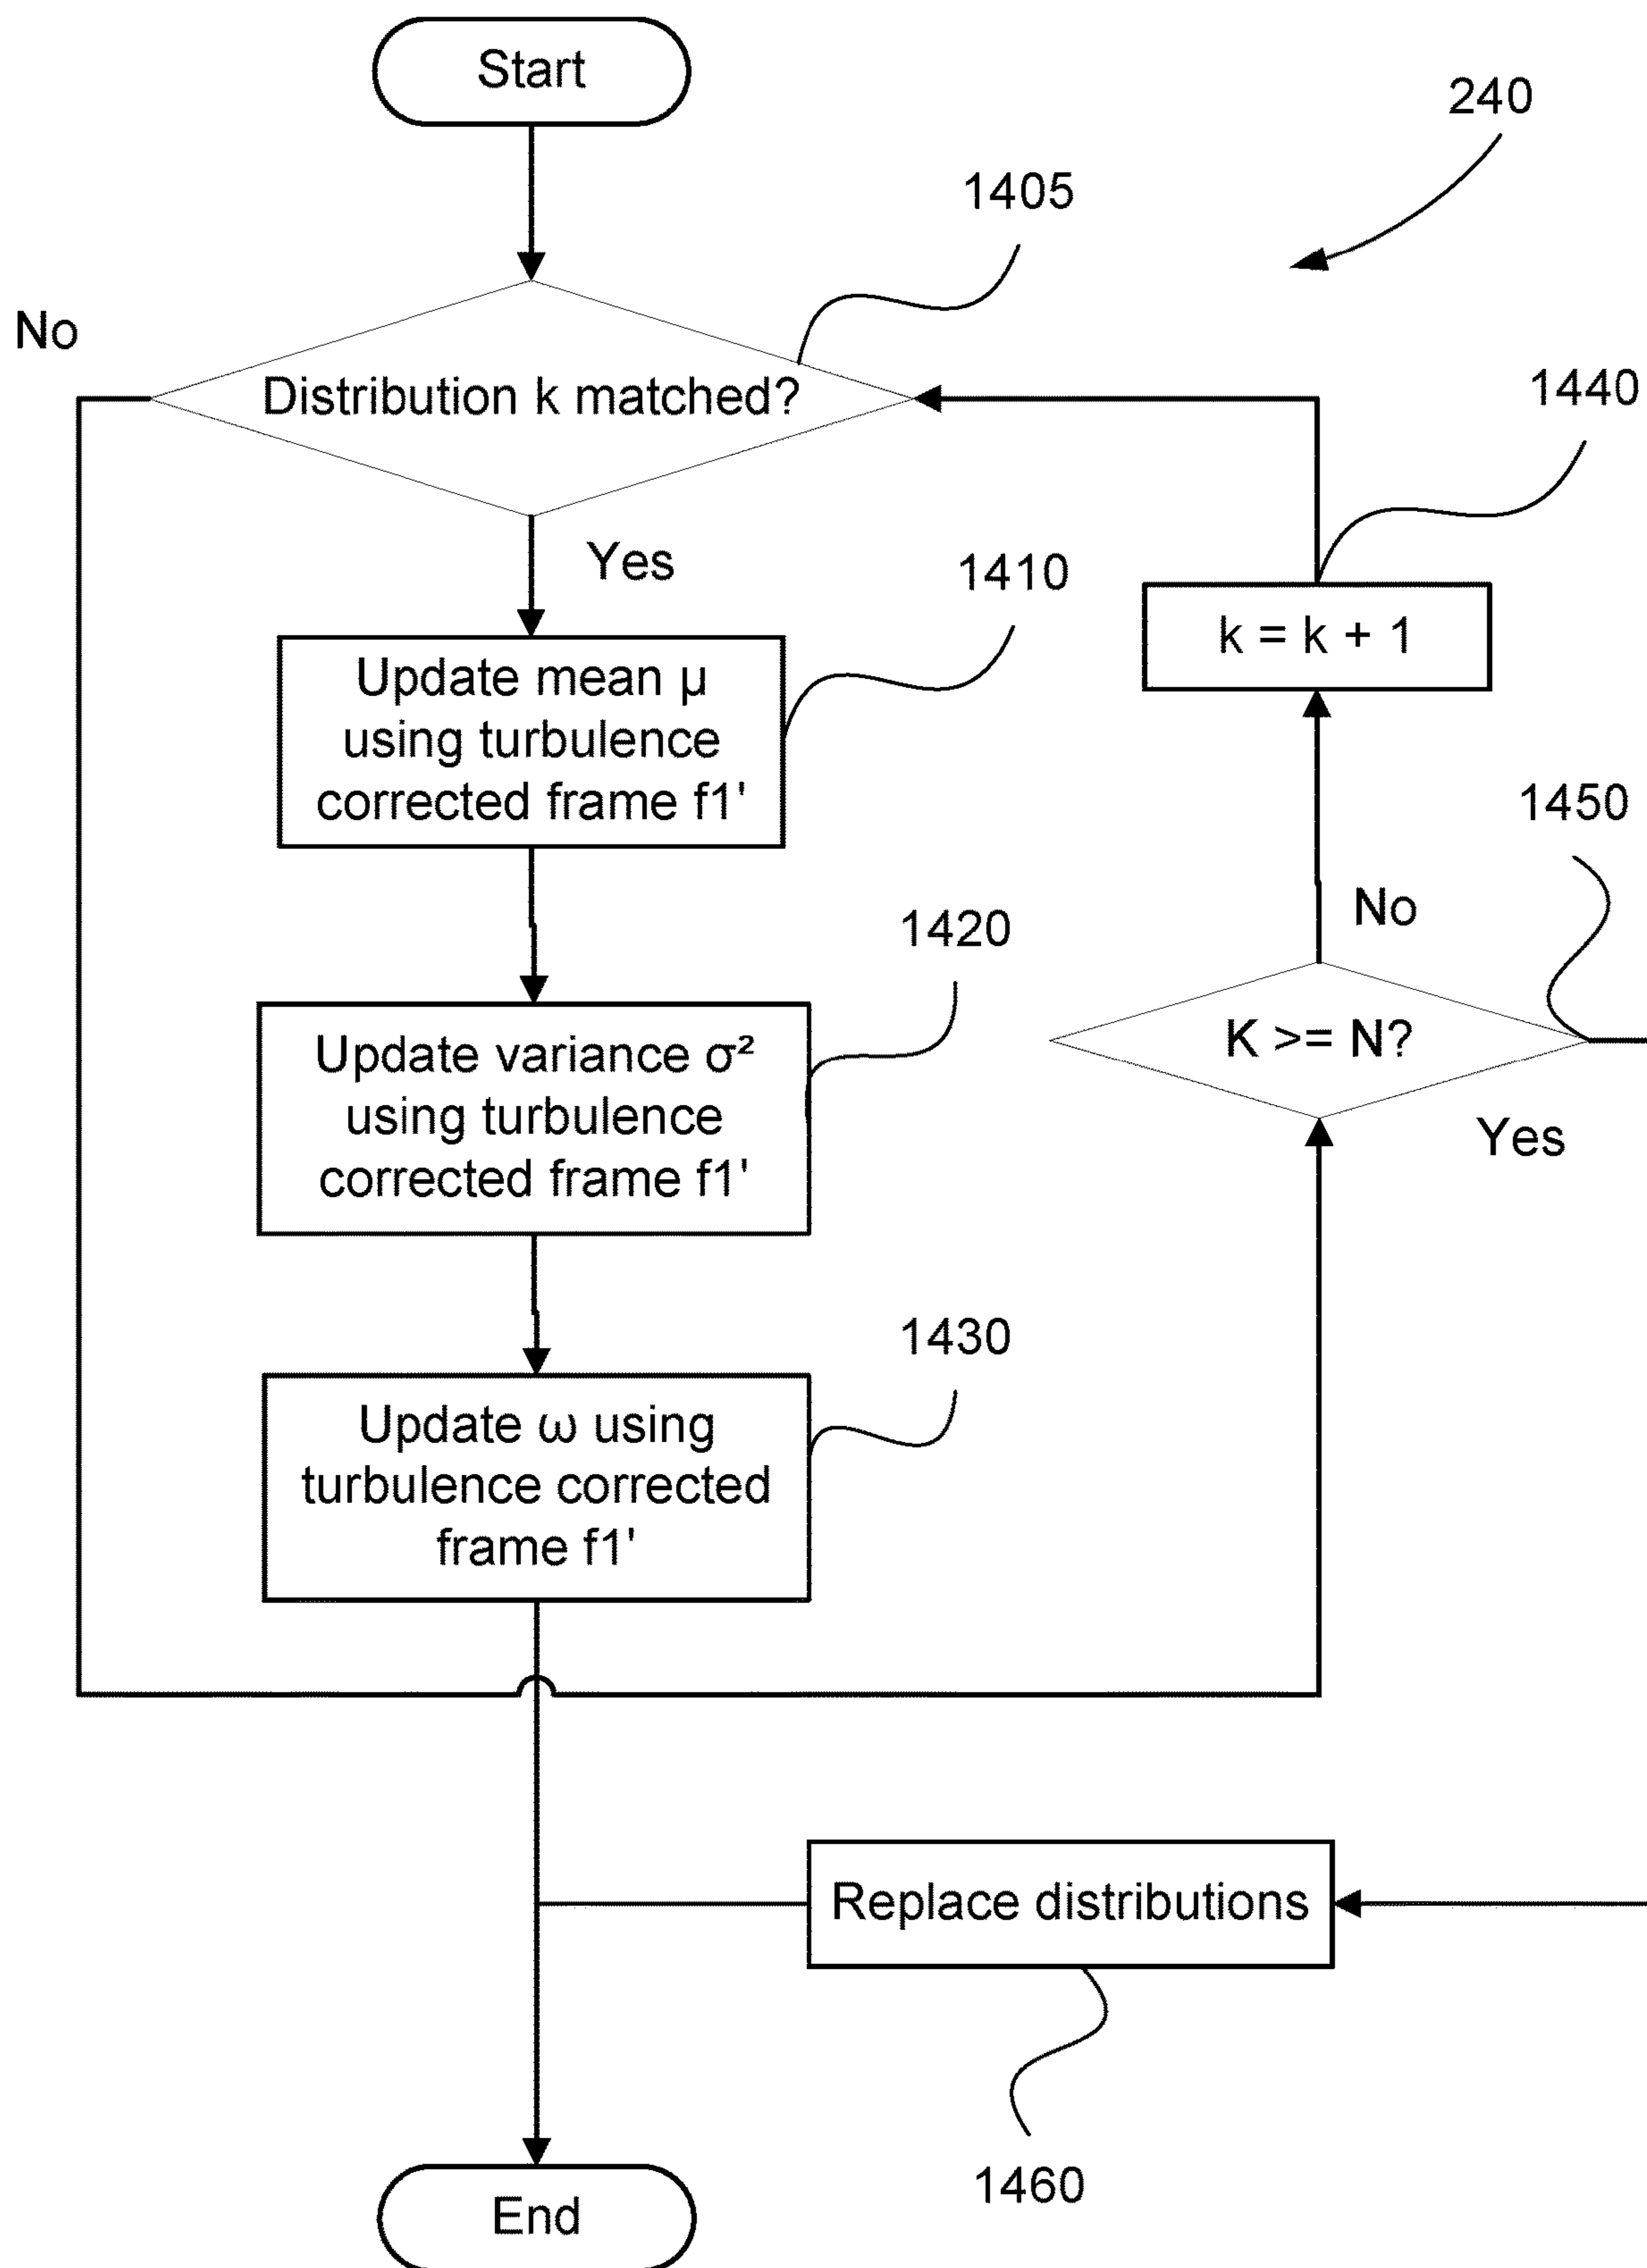 Start
240
1405
No
Distribution k matched?
1440
Yes
1410
k = k + 1
Update mean μ
using turbulence
corrected frame f1'
1450
No
1420
K >= N?
Update variance σ²
using turbulence
corrected frame f1'
Yes
1430
Update ω using
turbulence corrected
frame f1'
Replace distributions
1460
End